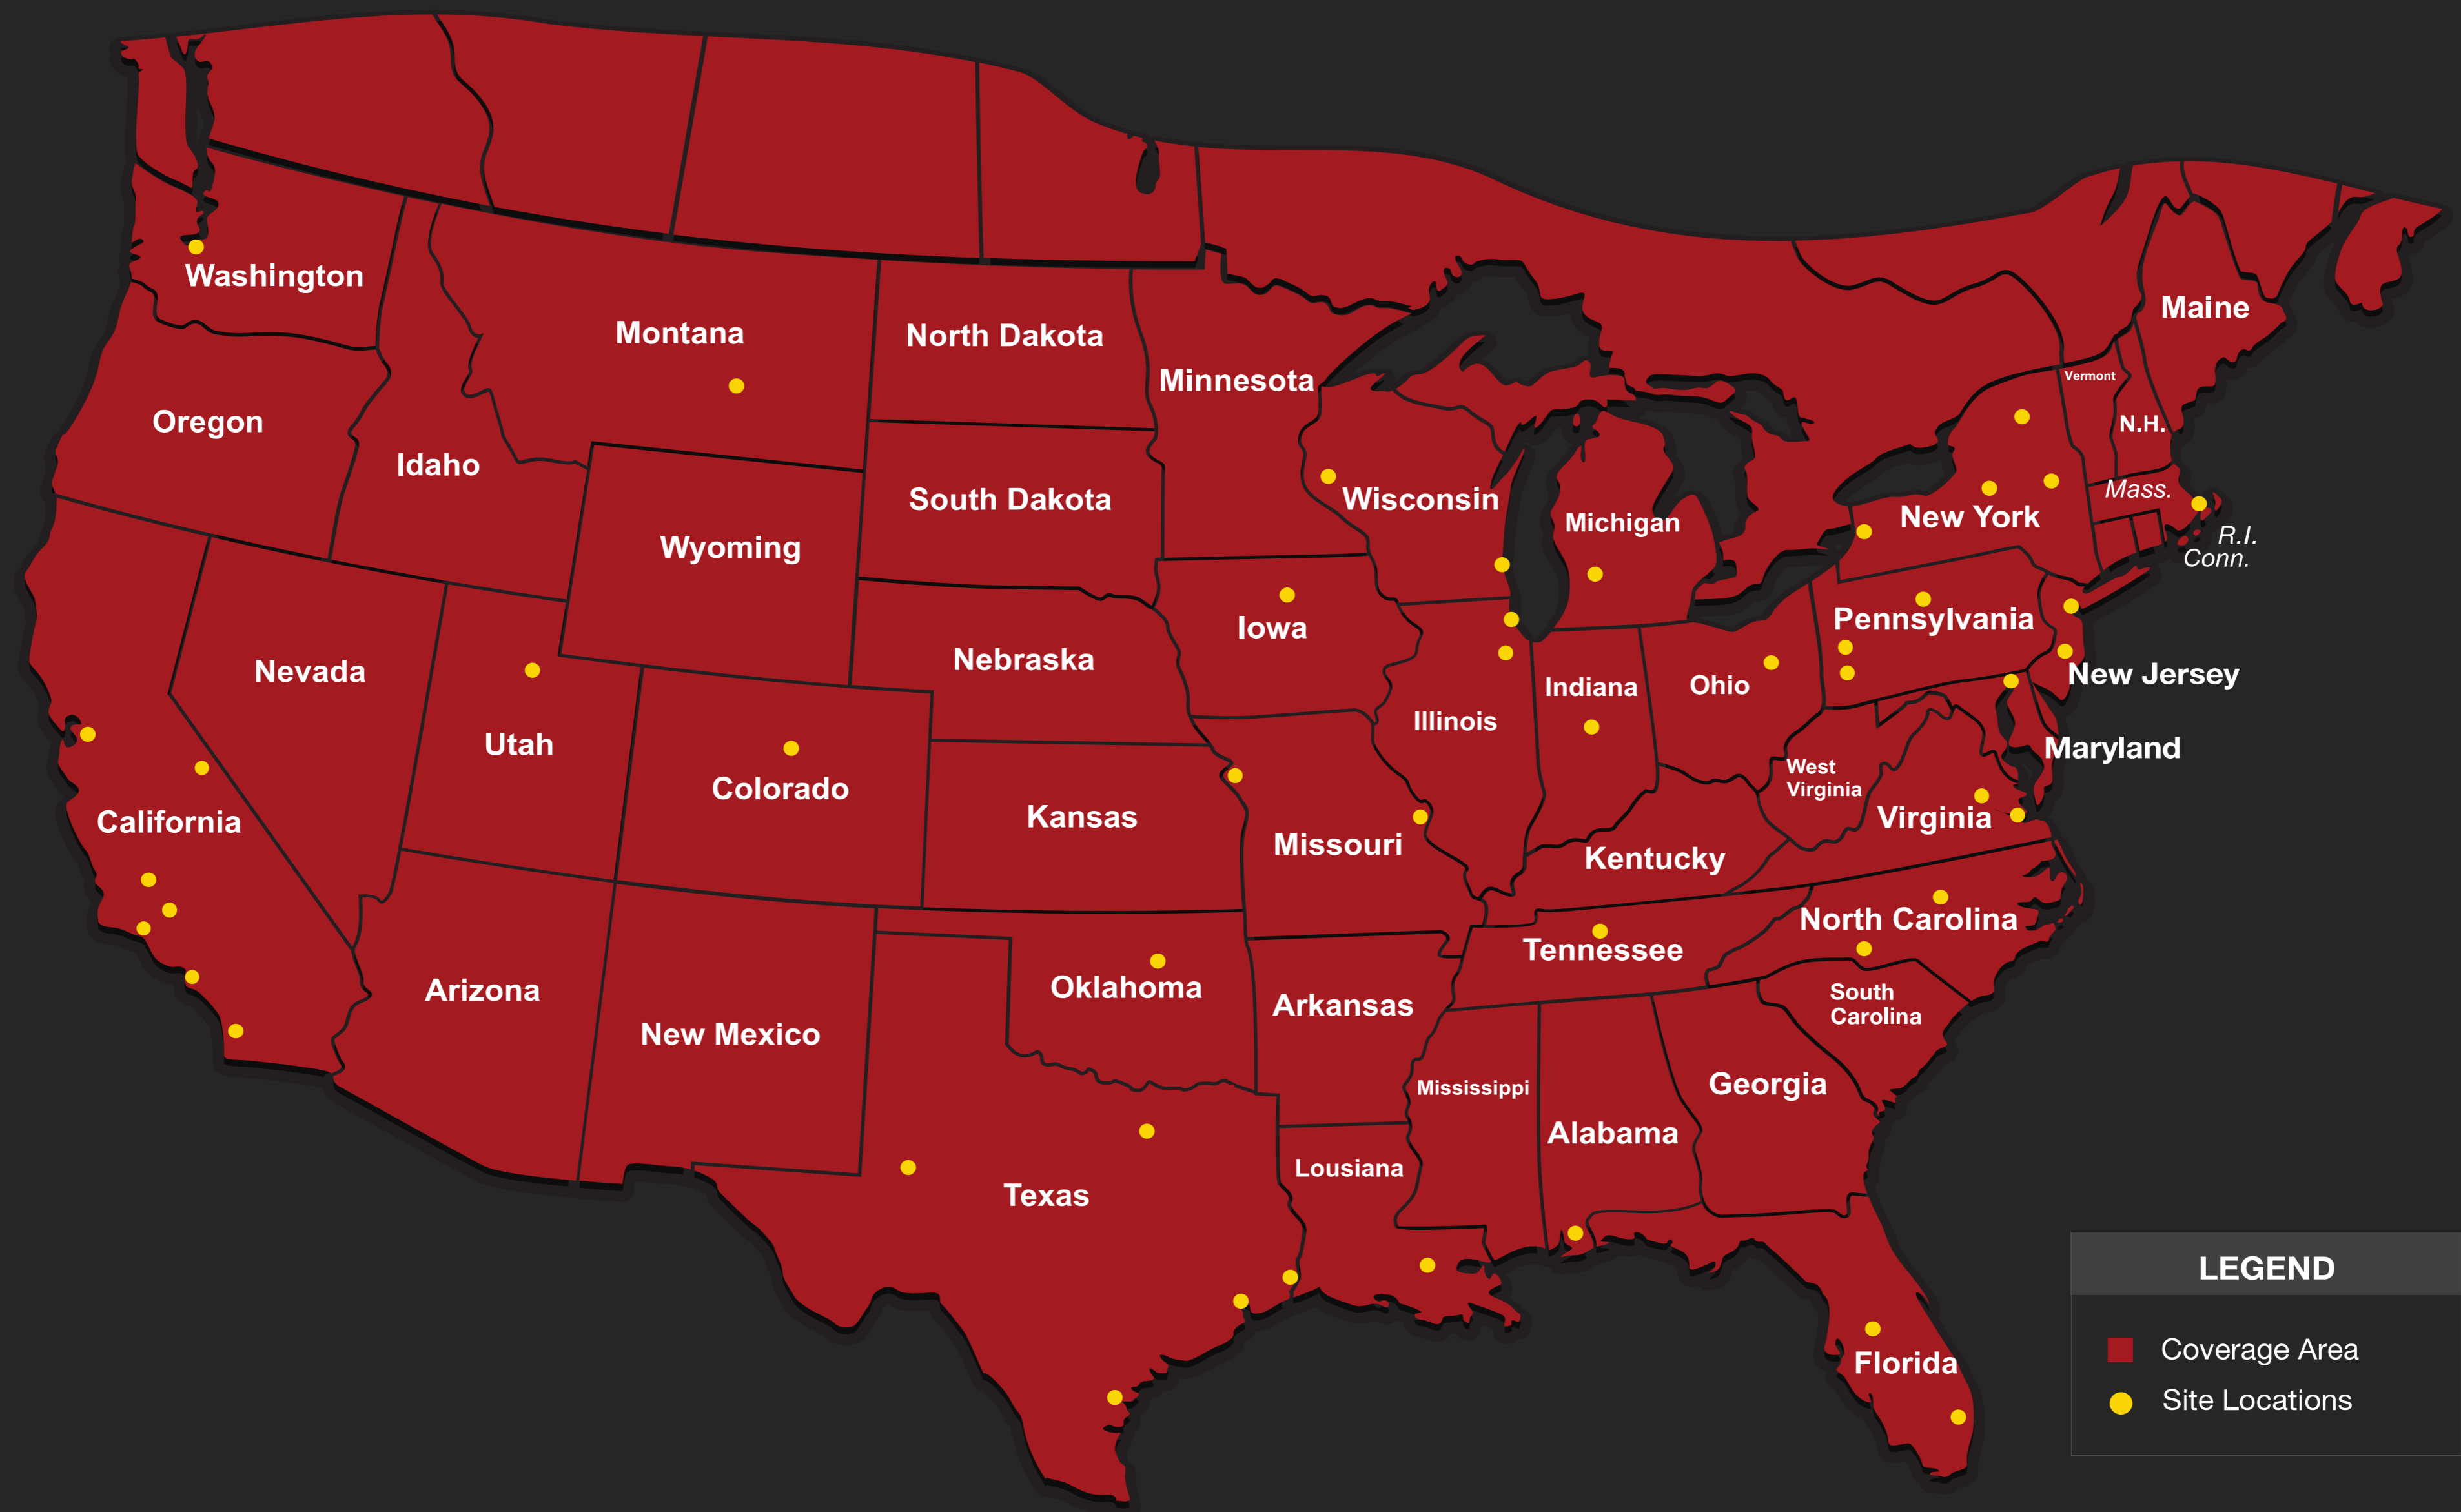 Washington
Montana
North Dakota
Minnesota
Maine
Vermont
N.H.
Oregon
Idaho
South Dakota
Wisconsin
Michigan
Mass.
New York
R.I.
Conn.
Wyoming
Iowa
Pennsylvania
Nevada
Nebraska
Indiana
Ohio
New Jersey
Utah
Illinois
Maryland
Colorado
West
Virginia
California
Kansas
Missouri
Virginia
Kentucky
North Carolina
Tennessee
Arizona
Oklahoma
Arkansas
South
Carolina
New Mexico
Mississippi
Georgia
Alabama
Lousiana
Texas
Florida
LEGEND
Coverage Area
Site Locations